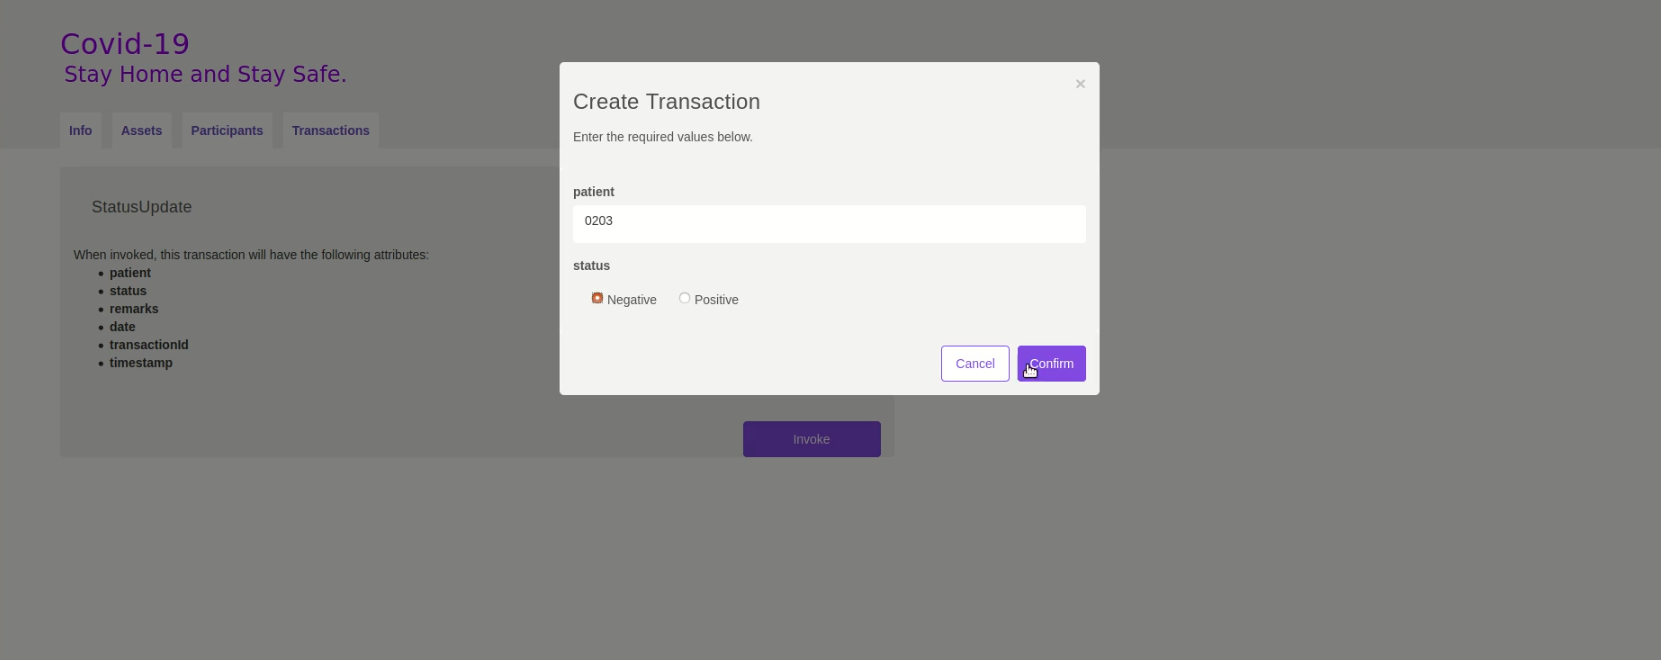 Covid-19
Stay Home and Stay Safe.
Info Assets Participants Transactions
StatusUpdate
When invoked, this transaction will have the following attributes:
patient
status
remarks
date
transactionId
timestamp
Invoke
×
Create Transaction
Enter the required values below.
patient
0203
status
Negative Positive
Cancel Confirm